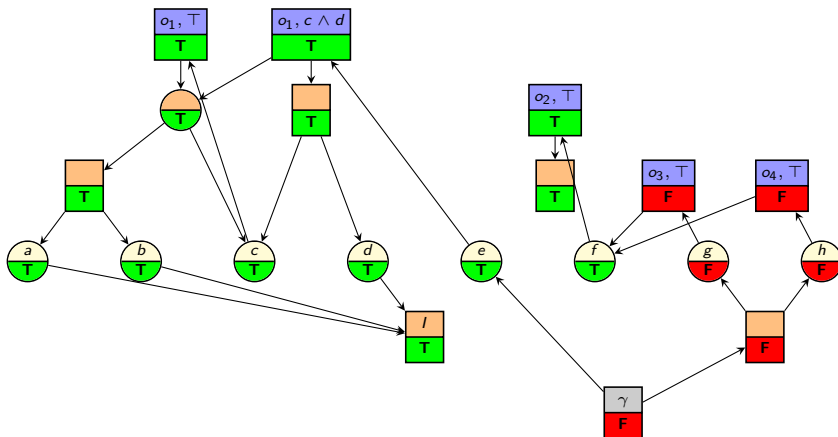 o₁, ⊤
o₁, c ∧ d
T
T
T
T
o₂, ⊤
T
T
T
o₃, ⊤
F
o₄, ⊤
F
a
T
b
T
c
T
d
T
e
T
f
T
g
F
h
F
I
T
F
γ
F